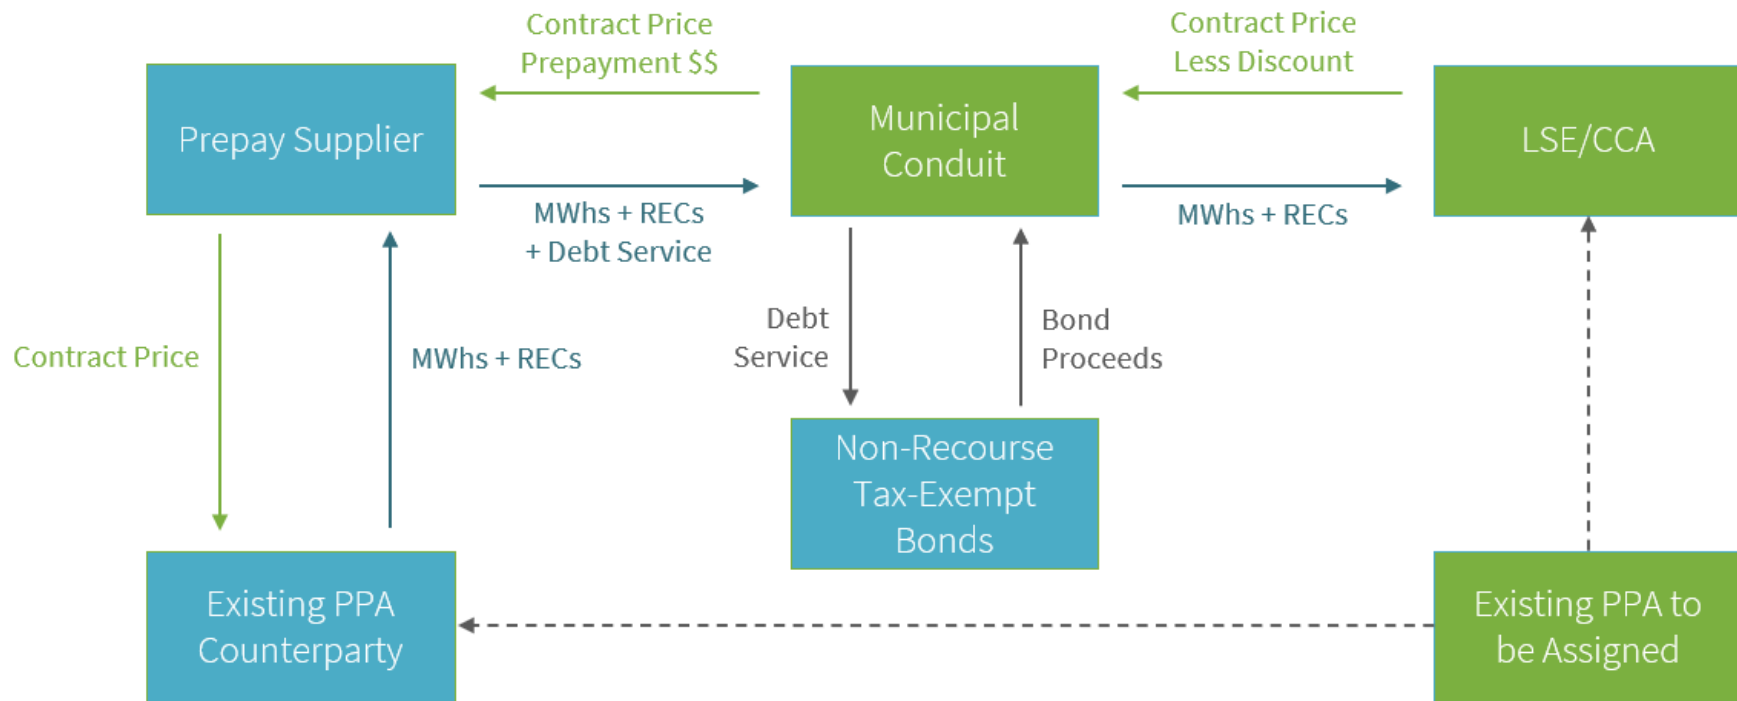 Contract Price
Prepayment $$
Contract Price
Less Discount
Prepay Supplier
Municipal
Conduit
LSE/CCA
MWhs + RECs
+ Debt Service
MWhs + RECs
Contract Price
MWhs + RECs
Debt
Service
Bond
Proceeds
Non-Recourse
Tax-Exempt
Bonds
Existing PPA
Counterparty
Existing PPA to
be Assigned